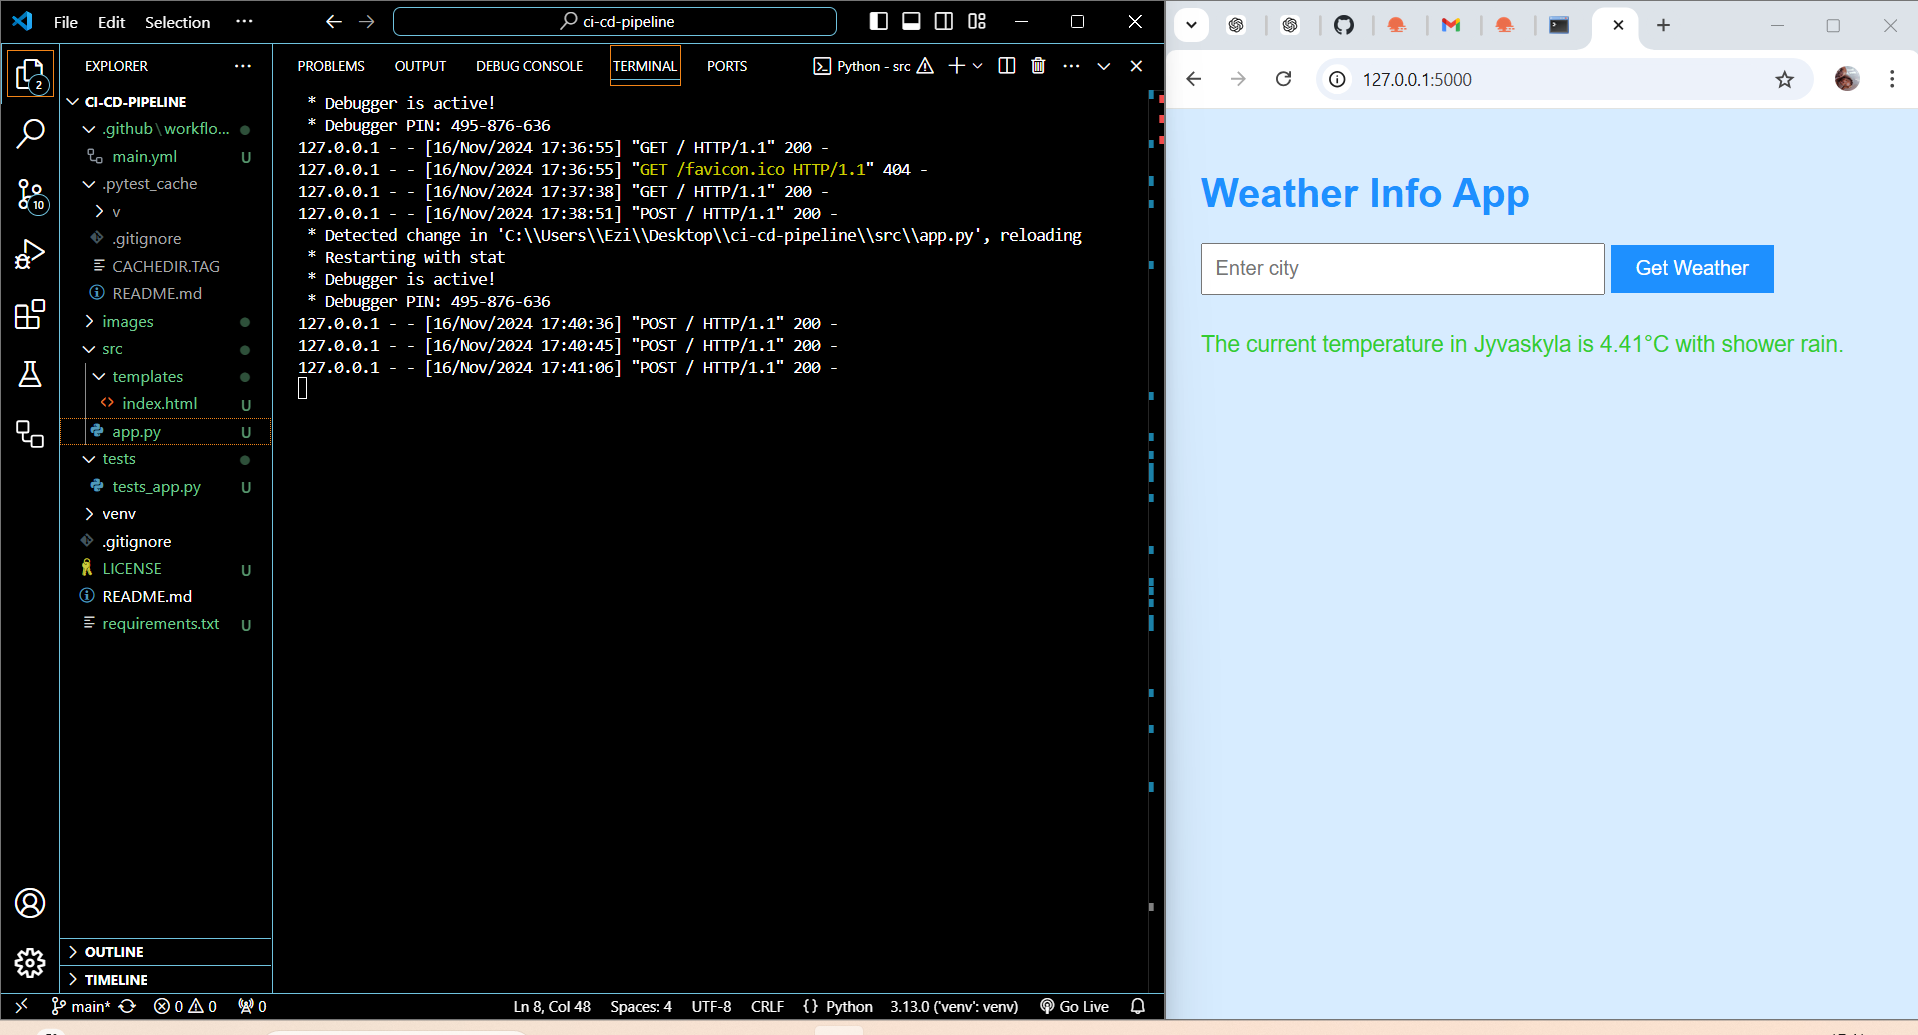 File Edit Selection ··· ci-cd-pipeline
EXPLORER ···
CI-CD-PIPELINE
.github\workflo...
main.yml U
.pytest_cache
v
.gitignore
CACHEDIR.TAG
README.md
images
src
templates
index.html U
app.py U
tests
tests_app.py U
venv
.gitignore
LICENSE U
README.md
requirements.txt U
OUTLINE
TIMELINE
2
10
PROBLEMS OUTPUT DEBUG CONSOLE TERMINAL PORTS Python - src ···
* Debugger is active!
* Debugger PIN: 495-876-636
127.0.0.1 - - [16/Nov/2024 17:36:55] "GET / HTTP/1.1" 200 -
127.0.0.1 - - [16/Nov/2024 17:36:55] "GET /favicon.ico HTTP/1.1" 404 -
127.0.0.1 - - [16/Nov/2024 17:37:38] "GET / HTTP/1.1" 200 -
127.0.0.1 - - [16/Nov/2024 17:38:51] "POST / HTTP/1.1" 200 -
* Detected change in 'C:\\Users\\Ezi\\Desktop\\ci-cd-pipeline\\src\\app.py', reloading
* Restarting with stat
* Debugger is active!
* Debugger PIN: 495-876-636
127.0.0.1 - - [16/Nov/2024 17:40:36] "POST / HTTP/1.1" 200 -
127.0.0.1 - - [16/Nov/2024 17:40:45] "POST / HTTP/1.1" 200 -
127.0.0.1 - - [16/Nov/2024 17:41:06] "POST / HTTP/1.1" 200 -
main* 0 0 0 Ln 8, Col 48 Spaces: 4 UTF-8 CRLF {} Python 3.13.0 ('venv': venv) Go Live
127.0.0.1:5000
Weather Info App
Enter city Get Weather
The current temperature in Jyvaskyla is 4.41°C with shower rain.